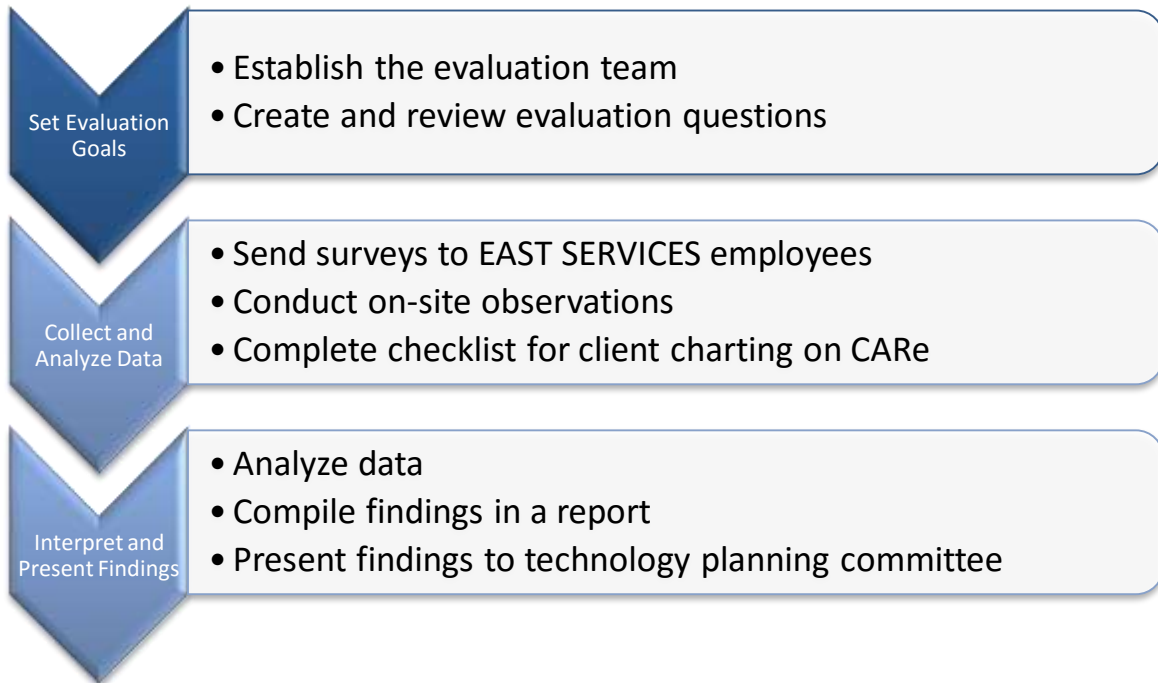 Set Evaluation
Goals
• Establish the evaluation team
• Create and review evaluation questions
Collect and
Analyze Data
• Send surveys to EAST SERVICES employees
• Conduct on-site observations
• Complete checklist for client charting on CARe
Interpret and
Present Findings
• Analyze data
• Compile findings in a report
• Present findings to technology planning committee